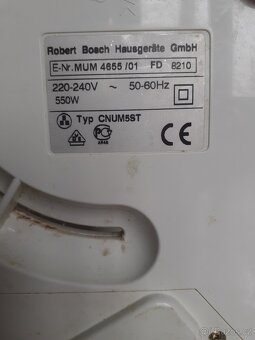 Robert Bosch Hausgeräte GmbH
E-Nr. MUM 4655 /01 FD 8210
220-240V ~ 50-60Hz
550W
Typ CNUM5ST
CE